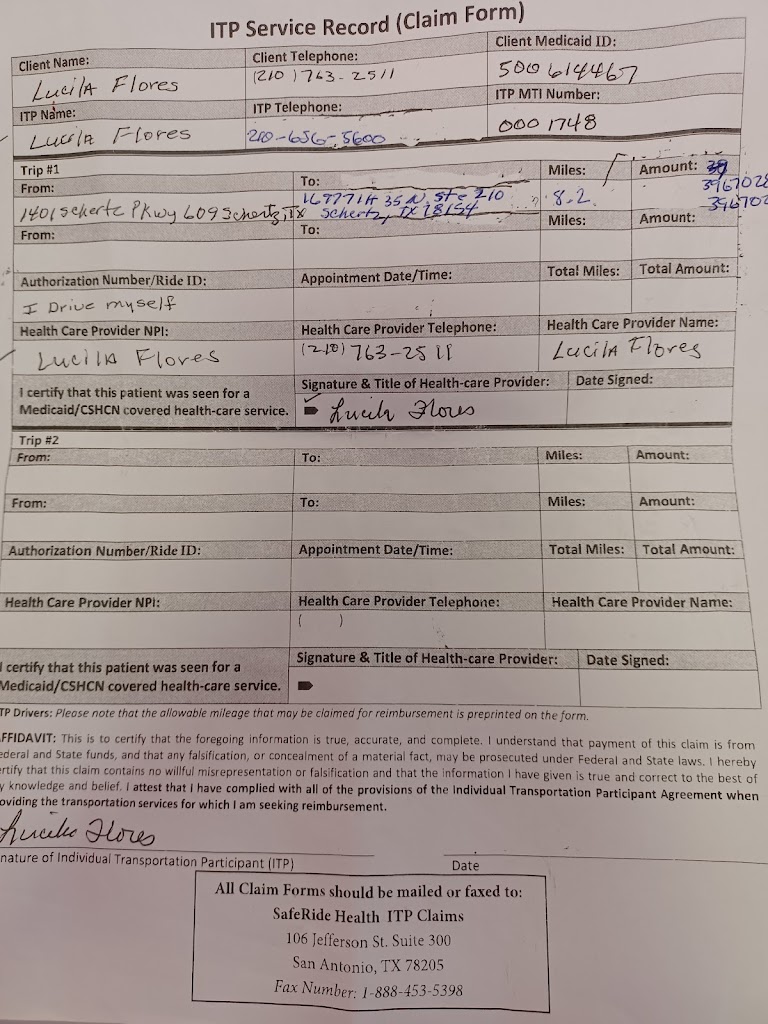 ITP Service Record (Claim Form)
Client Name: Client Telephone: Client Medicaid ID:
Lucila Flores (210) 763-2511 500614467
ITP Name: ITP Telephone: ITP MTI Number:
Lucila Flores 210-656-5600 0001748
Trip #1
From: To: Miles: Amount:
1401 Schertz Pkwy 609 Schertz, TX 35 N. Ste 210 8.2. 3967028
Schertz, TX 78154 39670
From: To: Miles: Amount:
Authorization Number/Ride ID: Appointment Date/Time: Total Miles: Total Amount:
I Drive myself
Health Care Provider NPI: Health Care Provider Telephone: Health Care Provider Name:
Lucila Flores (210) 763-2511 Lucila Flores
I certify that this patient was seen for a Medicaid/CSHCN covered health-care service. Signature & Title of Health-care Provider: Date Signed:
Lucila Flores
Trip #2
From: To: Miles: Amount:
From: To: Miles: Amount:
Authorization Number/Ride ID: Appointment Date/Time: Total Miles: Total Amount:
Health Care Provider NPI: Health Care Provider Telephone: Health Care Provider Name:
( )
I certify that this patient was seen for a Medicaid/CSHCN covered health-care service. Signature & Title of Health-care Provider: Date Signed:
TP Drivers: Please note that the allowable mileage that may be claimed for reimbursement is preprinted on the form.
FFIDAVIT: This is to certify that the foregoing information is true, accurate, and complete. I understand that payment of this claim is from
ederal and State funds, and that any falsification, or concealment of a material fact, may be prosecuted under Federal and State laws. I hereby
ertify that this claim contains no willful misrepresentation or falsification and that the information I have given is true and correct to the best of
y knowledge and belief. I attest that I have complied with all of the provisions of the Individual Transportation Participant Agreement when
oviding the transportation services for which I am seeking reimbursement.
Lucila Flores
nature of Individual Transportation Participant (ITP) Date
All Claim Forms should be mailed or faxed to:
SafeRide Health ITP Claims
106 Jefferson St. Suite 300
San Antonio, TX 78205
Fax Number: 1-888-453-5398